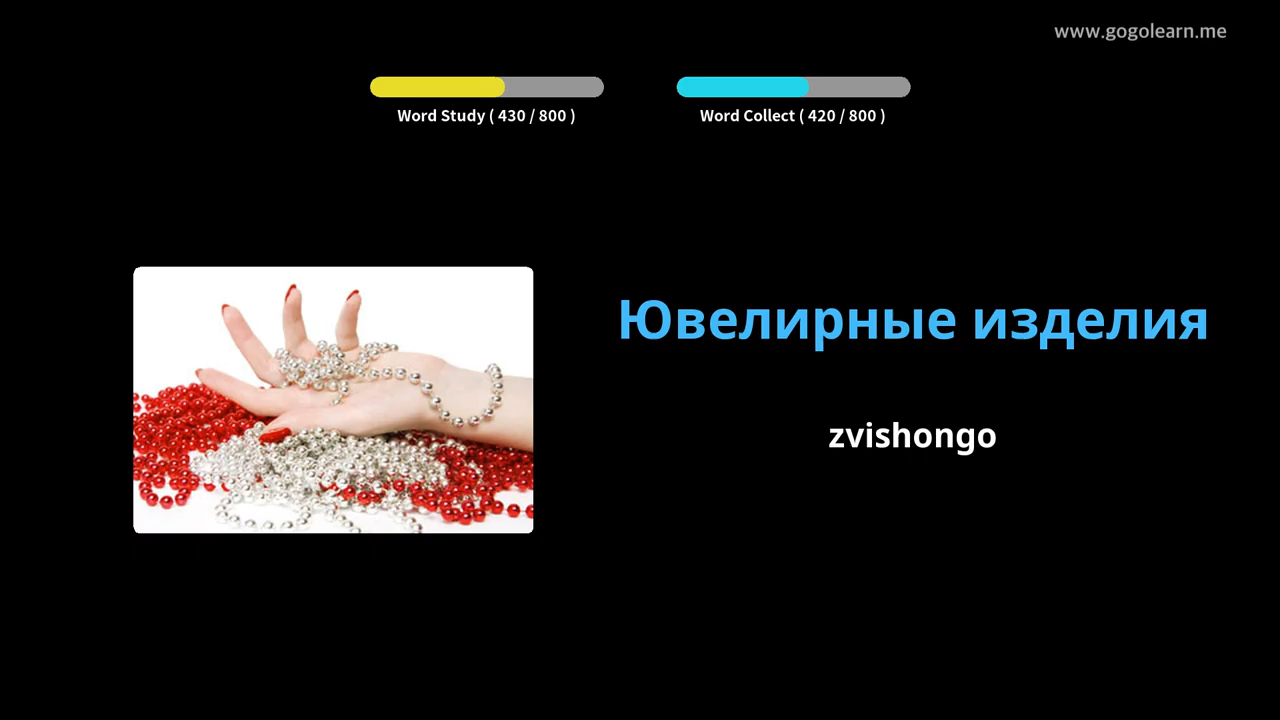 www.gogolearn.me
Word Study ( 430 / 800 )
Word Collect ( 420 / 800 )
Ювелирные изделия
zvishongo